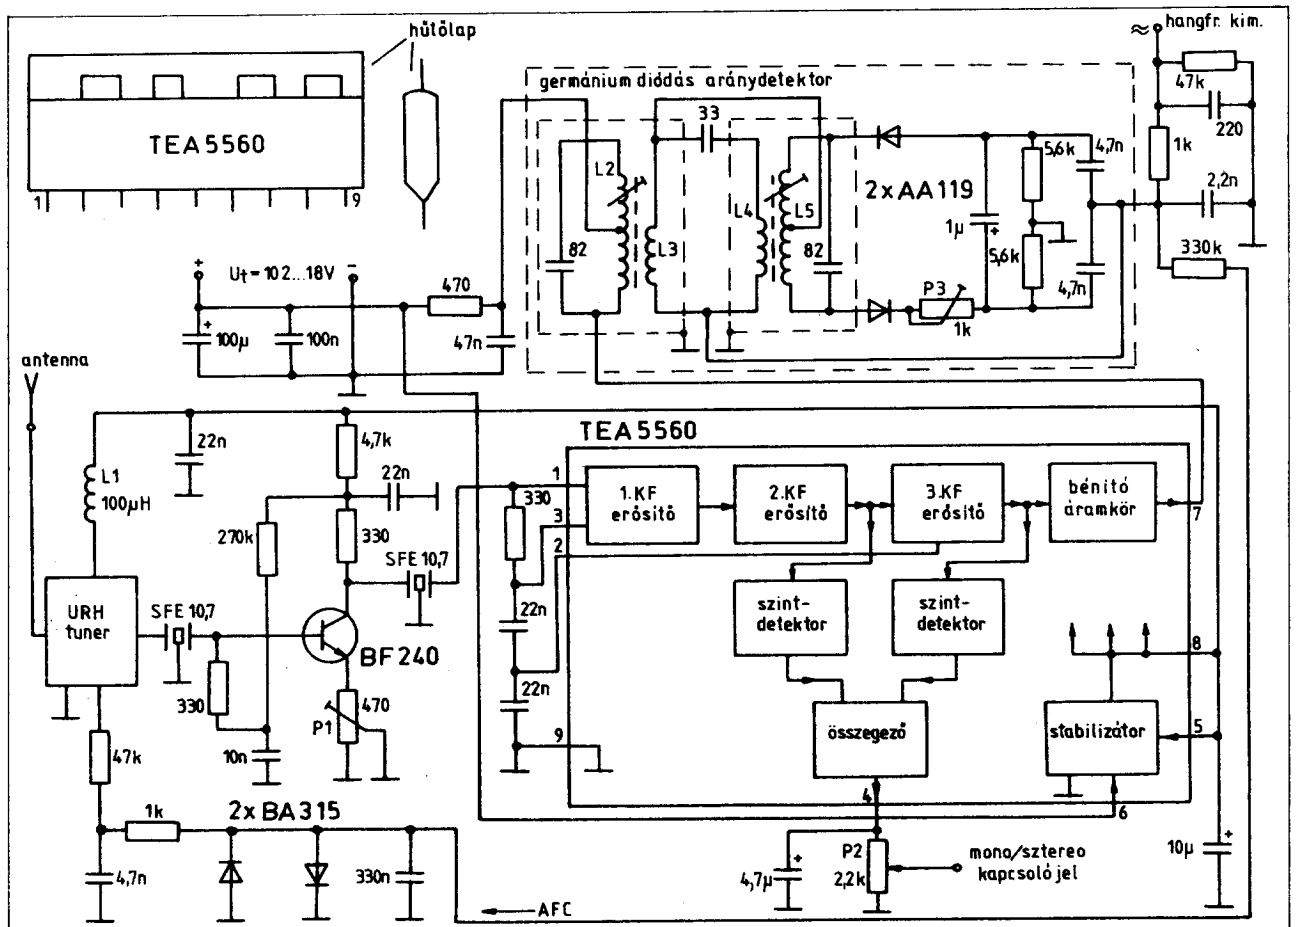 hűtőlap
TEA5560
1
9
≈ hangfr. kim.
47k
220
1k
2,2n
330k
germánium diódás aránydetektor
33
L2
L3
L4
L5
82
82
2xAA119
1µ
+
5,6k
5,6k
4,7n
4,7n
P3
1k
+
Ut=10 2...18V
−
470
+
100µ
100n
47n
antenna
22n
L1
100µH
4,7k
22n
270k
330
SFE 10,7
URH
tuner
SFE 10,7
BF240
330
470
P1
10n
47k
2x BA315
1k
4,7n
330n
AFC
TEA5560
1
3
2
9
330
22n
22n
1. KF
erősítő
2. KF
erősítő
3. KF
erősítő
bénító
áramkör
7
szint-
detektor
szint-
detektor
8
összegező
stabilizátor
5
4
6
+
4,7µ
P2
2,2k
mono/sztereo
kapcsoló jel
10µ
+